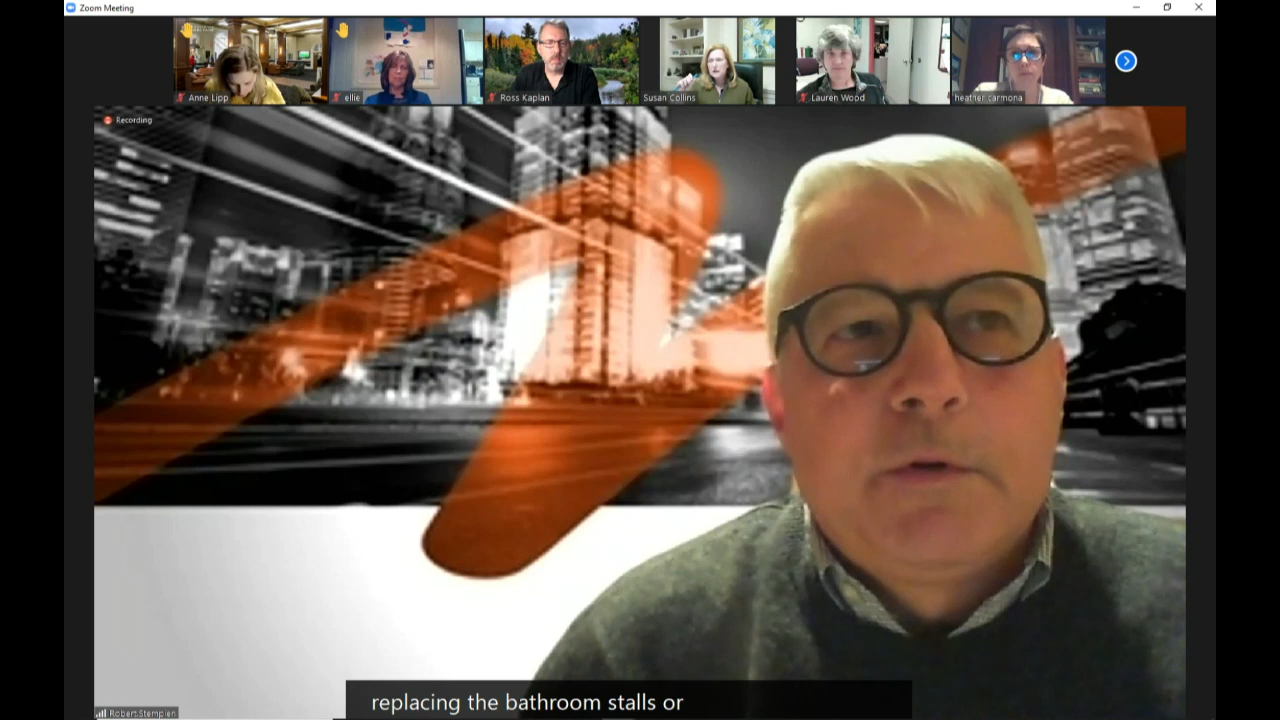 Zoom Meeting
Anne Lipp
ellie
Ross Kaplan
Susan Collins
Lauren Wood
heather carmona
Recording
replacing the bathroom stalls or
Robert Stempien